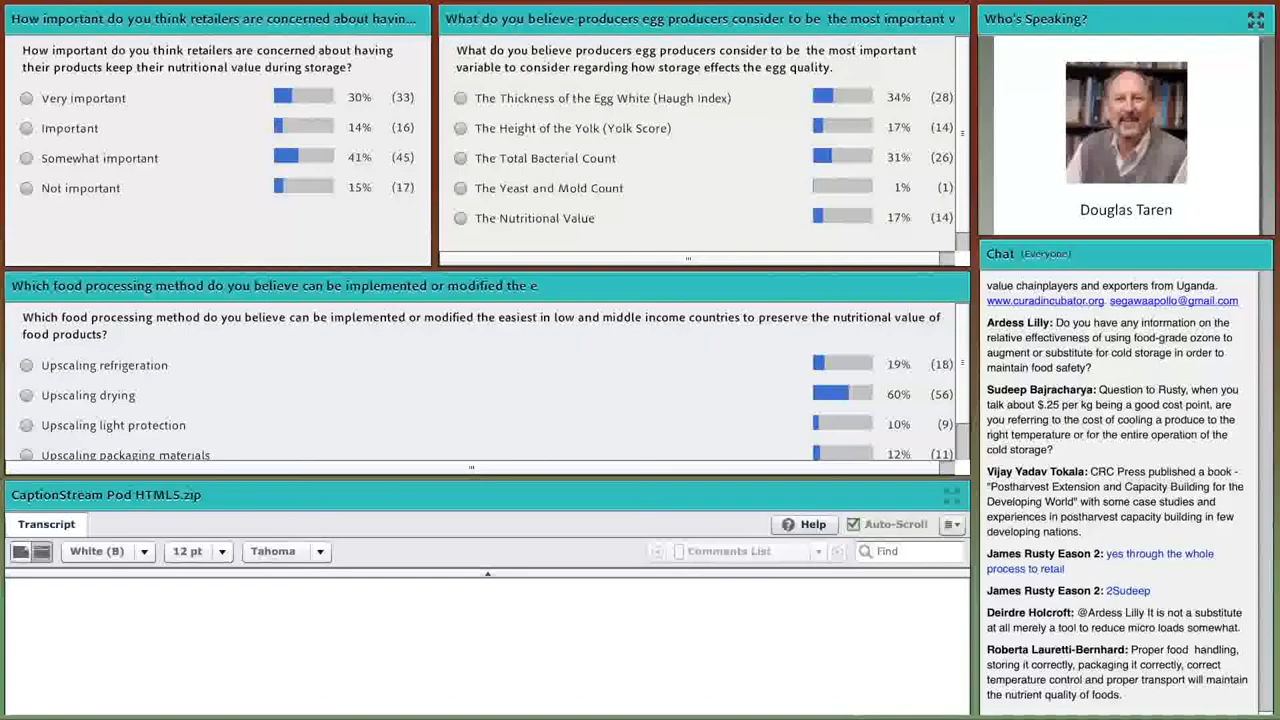 How important do you think retailers are concerned about havin...
How important do you think retailers are concerned about having
their products keep their nutritional value during storage?
Very important 30% (33)
Important 14% (16)
Somewhat important 41% (45)
Not important 15% (17)
What do you believe producers egg producers consider to be the most important v
What do you believe producers egg producers consider to be the most important
variable to consider regarding how storage effects the egg quality.
The Thickness of the Egg White (Haugh Index) 34% (28)
The Height of the Yolk (Yolk Score) 17% (14)
The Total Bacterial Count 31% (26)
The Yeast and Mold Count 1% (1)
The Nutritional Value 17% (14)
Who's Speaking?
Douglas Taren
Which food processing method do you believe can be implemented or modified the e
Which food processing method do you believe can be implemented or modified the easiest in low and middle income countries to preserve the nutritional value of
food products?
Upscaling refrigeration 19% (18)
Upscaling drying 60% (56)
Upscaling light protection 10% (9)
Upscaling packaging materials 12% (11)
CaptionStream Pod HTML5.zip
Transcript Help Auto-Scroll
White (B) 12 pt Tahoma Comments List Find
Chat (Everyone)
value chainplayers and exporters from Uganda.
www.curadincubator.org. segawaapollo@gmail.com
Ardess Lilly: Do you have any information on the
relative effectiveness of using food-grade ozone to
augment or substitute for cold storage in order to
maintain food safety?
Sudeep Bajracharya: Question to Rusty, when you
talk about $.25 per kg being a good cost point, are
you referring to the cost of cooling a produce to the
right temperature or for the entire operation of the
cold storage?
Vijay Yadav Tokala: CRC Press published a book -
"Postharvest Extension and Capacity Building for the
Developing World" with some case studies and
experiences in postharvest capacity building in few
developing nations.
James Rusty Eason 2: yes through the whole
process to retail
James Rusty Eason 2: 2Sudeep
Deirdre Holcroft: @Ardess Lilly It is not a substitute
at all merely a tool to reduce micro loads somewhat.
Roberta Lauretti-Bernhard: Proper food handling,
storing it correctly, packaging it correctly, correct
temperature control and proper transport will maintain
the nutrient quality of foods.